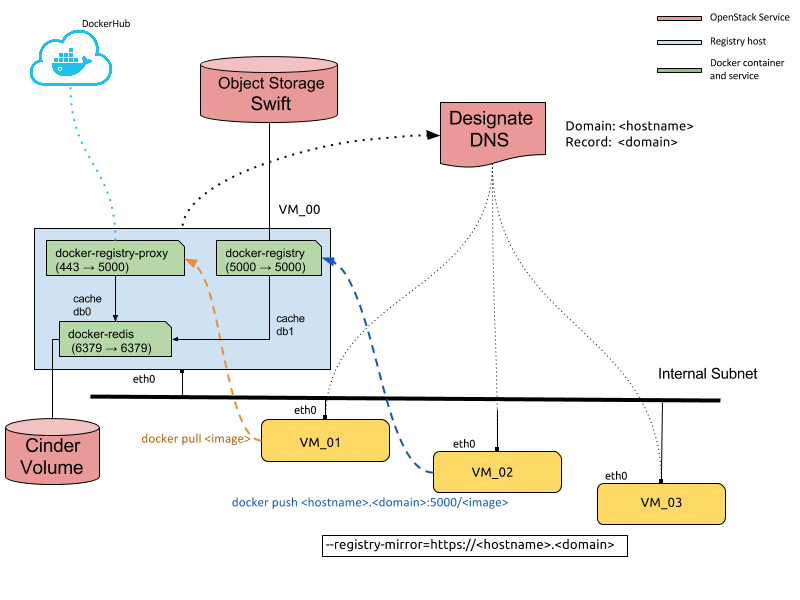 DockerHub
OpenStack Service
Registry host
Docker container
and service
Object Storage
Swift
Designate
DNS
Domain: <hostname>
Record: <domain>
VM_00
docker-registry-proxy
(443 → 5000)
docker-registry
(5000 → 5000)
cache
db0
cache
db1
docker-redis
(6379 → 6379)
eth0
Internal Subnet
Cinder
Volume
docker pull <image>
eth0
VM_01
eth0
VM_02
eth0
VM_03
docker push <hostname>.<domain>:5000/<image>
--registry-mirror=https://<hostname>.<domain>